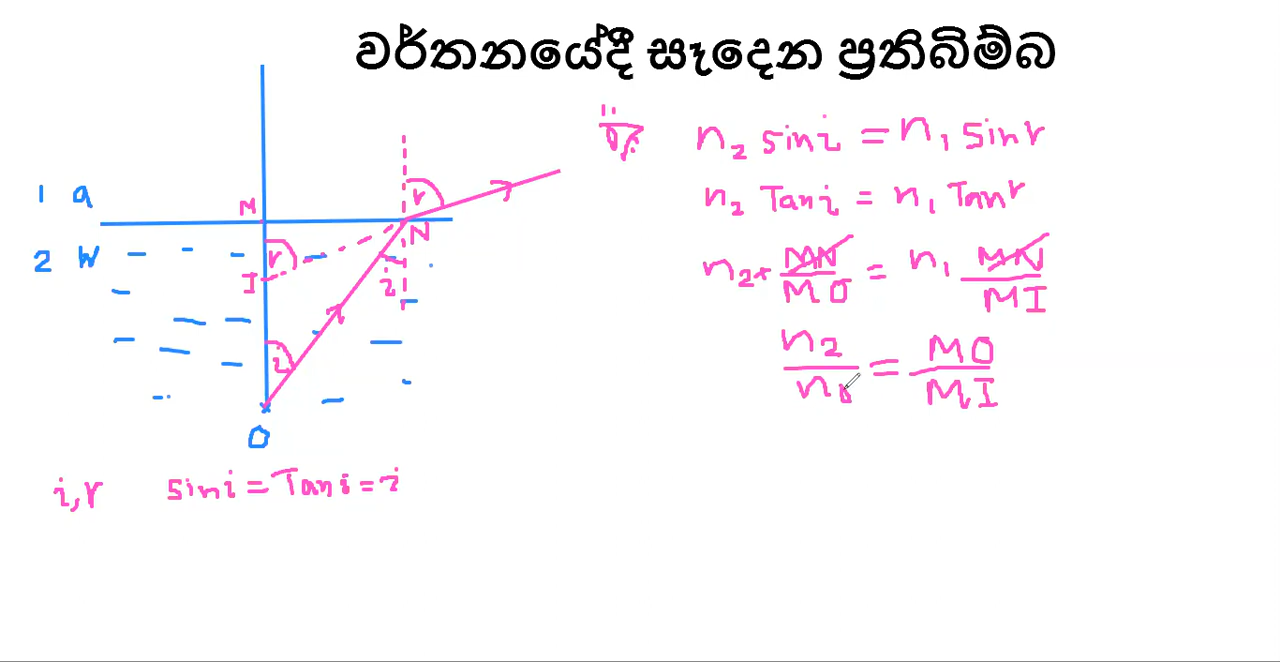 වර්තනයේදී සෑදෙන ප්‍රතිබිම්බ
n₂ sin i = n₁ sin r
n₂ Tan i = n₁ Tan r
n₂ × MN/MO = n₁ MN/MI
n₂/n₁ = MO/MI
1 a
2 w
M
N
r
r
I
i
i
O
i, r sin i = Tan i = i